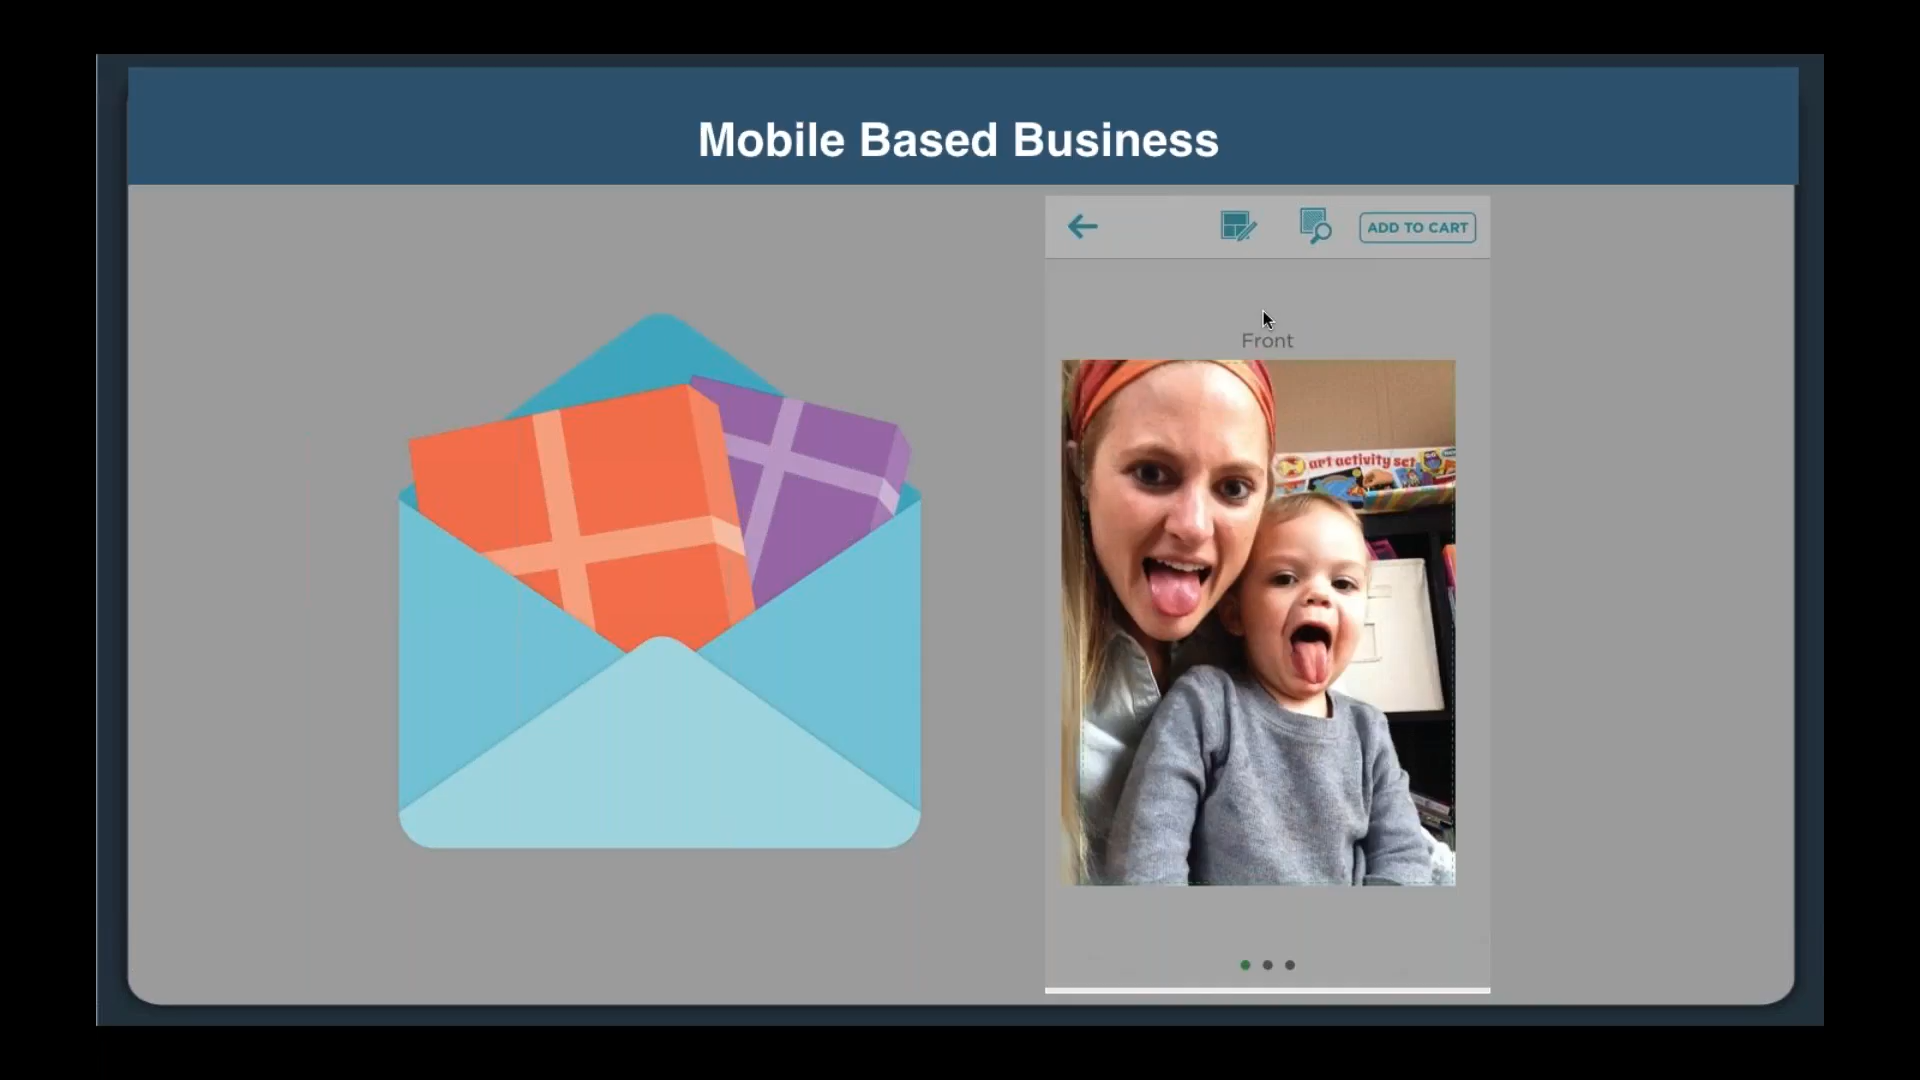 Mobile Based Business
ADD TO CART
Front
art activity set